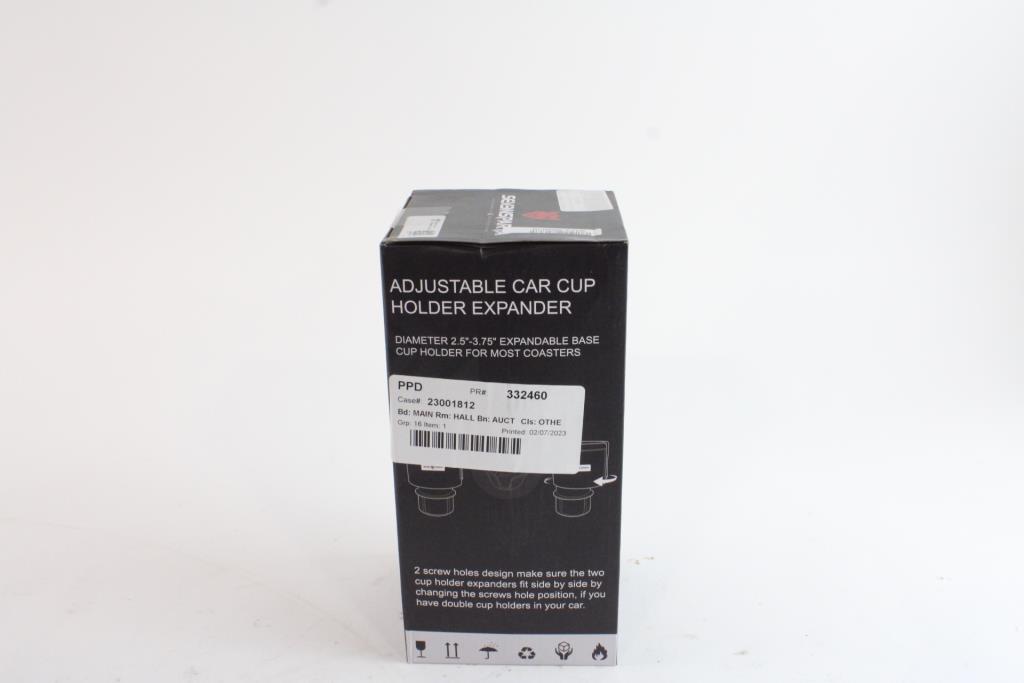 ADJUSTABLE CAR CUP
HOLDER EXPANDER
DIAMETER 2.5"-3.75" EXPANDABLE BASE
CUP HOLDER FOR MOST COASTERS
PPD PR# 332460
Case# 23001812
Bd: MAIN Rm: HALL Bn: AUCT Cls: OTHE
Grp: 16 Item: 1 Printed: 02/07/2023
2 screw holes design make sure the two
cup holder expanders fit side by side by
changing the screws hole position, if you
have double cup holders in your car.